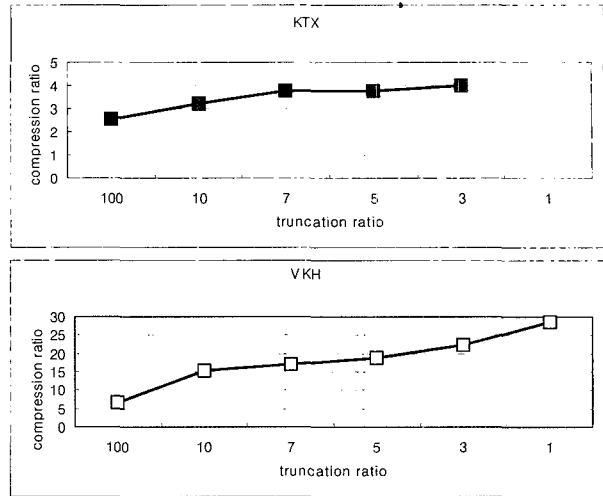 KTX
compression ratio
5
4
3
2
1
0
100 10 7 5 3 1
truncation ratio
VKH
compression ratio
30
25
20
15
10
5
0
100 10 7 5 3 1
truncation ratio